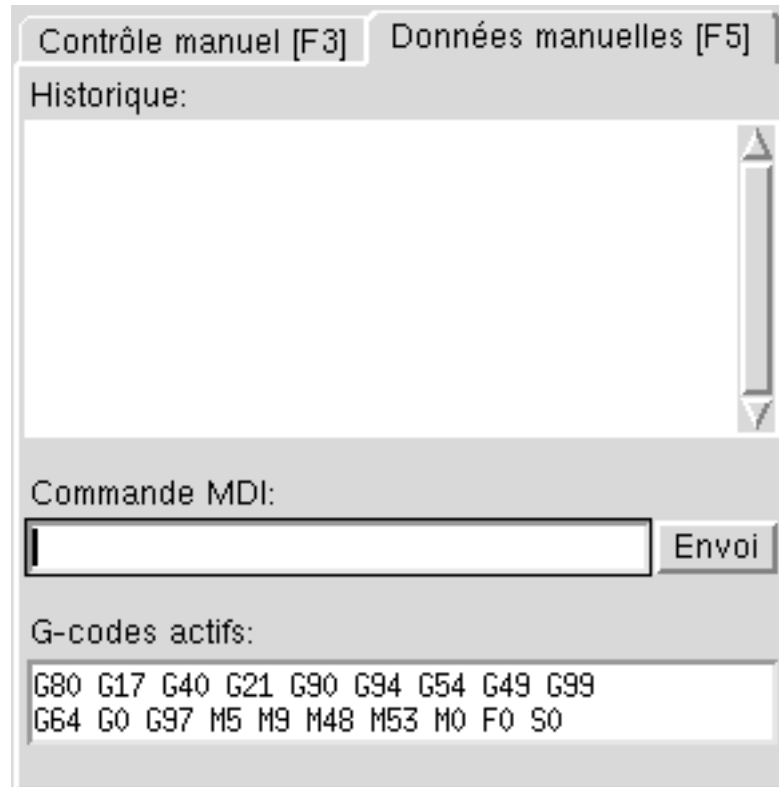 Contrôle manuel [F3] Données manuelles [F5]
Historique:
Commande MDI:
Envoi
G-codes actifs:
G80 G17 G40 G21 G90 G94 G54 G49 G99
G64 G0 G97 M5 M9 M48 M53 M0 F0 S0